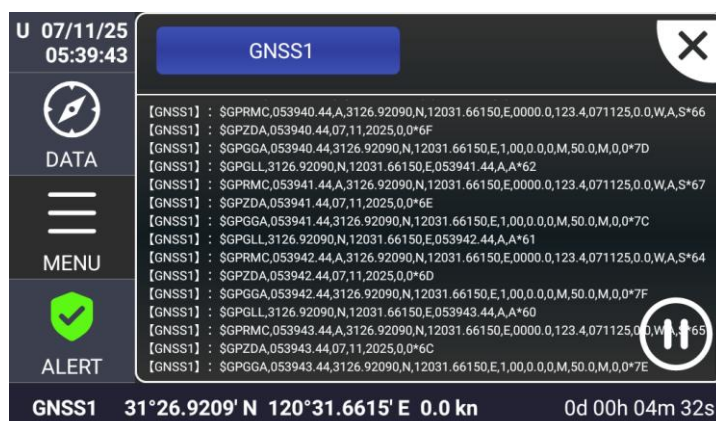 U 07/11/25
05:39:43
GNSS1
DATA
MENU
ALERT
【GNSS1】: $GPRMC,053940.44,A,3126.92090,N,12031.66150,E,0000.0,123.4,071125,0.0,W,A,S*66
【GNSS1】: $GPZDA,053940.44,07,11,2025,0,0*6F
【GNSS1】: $GPGGA,053940.44,3126.92090,N,12031.66150,E,1,00,0.0,0,M,50.0,M,0,0*7D
【GNSS1】: $GPGLL,3126.92090,N,12031.66150,E,053941.44,A,A*62
【GNSS1】: $GPRMC,053941.44,A,3126.92090,N,12031.66150,E,0000.0,123.4,071125,0.0,W,A,S*67
【GNSS1】: $GPZDA,053941.44,07,11,2025,0,0*6E
【GNSS1】: $GPGGA,053941.44,3126.92090,N,12031.66150,E,1,00,0.0,0,M,50.0,M,0,0*7C
【GNSS1】: $GPGLL,3126.92090,N,12031.66150,E,053942.44,A,A*61
【GNSS1】: $GPRMC,053942.44,A,3126.92090,N,12031.66150,E,0000.0,123.4,071125,0.0,W,A,S*64
【GNSS1】: $GPZDA,053942.44,07,11,2025,0,0*6D
【GNSS1】: $GPGGA,053942.44,3126.92090,N,12031.66150,E,1,00,0.0,0,M,50.0,M,0,0*7F
【GNSS1】: $GPGLL,3126.92090,N,12031.66150,E,053943.44,A,A*60
【GNSS1】: $GPRMC,053943.44,A,3126.92090,N,12031.66150,E,0000.0,123.4,071125,0.0,W,A,S*65
【GNSS1】: $GPZDA,053943.44,07,11,2025,0,0*6C
【GNSS1】: $GPGGA,053943.44,3126.92090,N,12031.66150,E,1,00,0.0,0,M,50.0,M,0,0*7E
GNSS1 31°26.9209' N 120°31.6615' E 0.0 kn 0d 00h 04m 32s